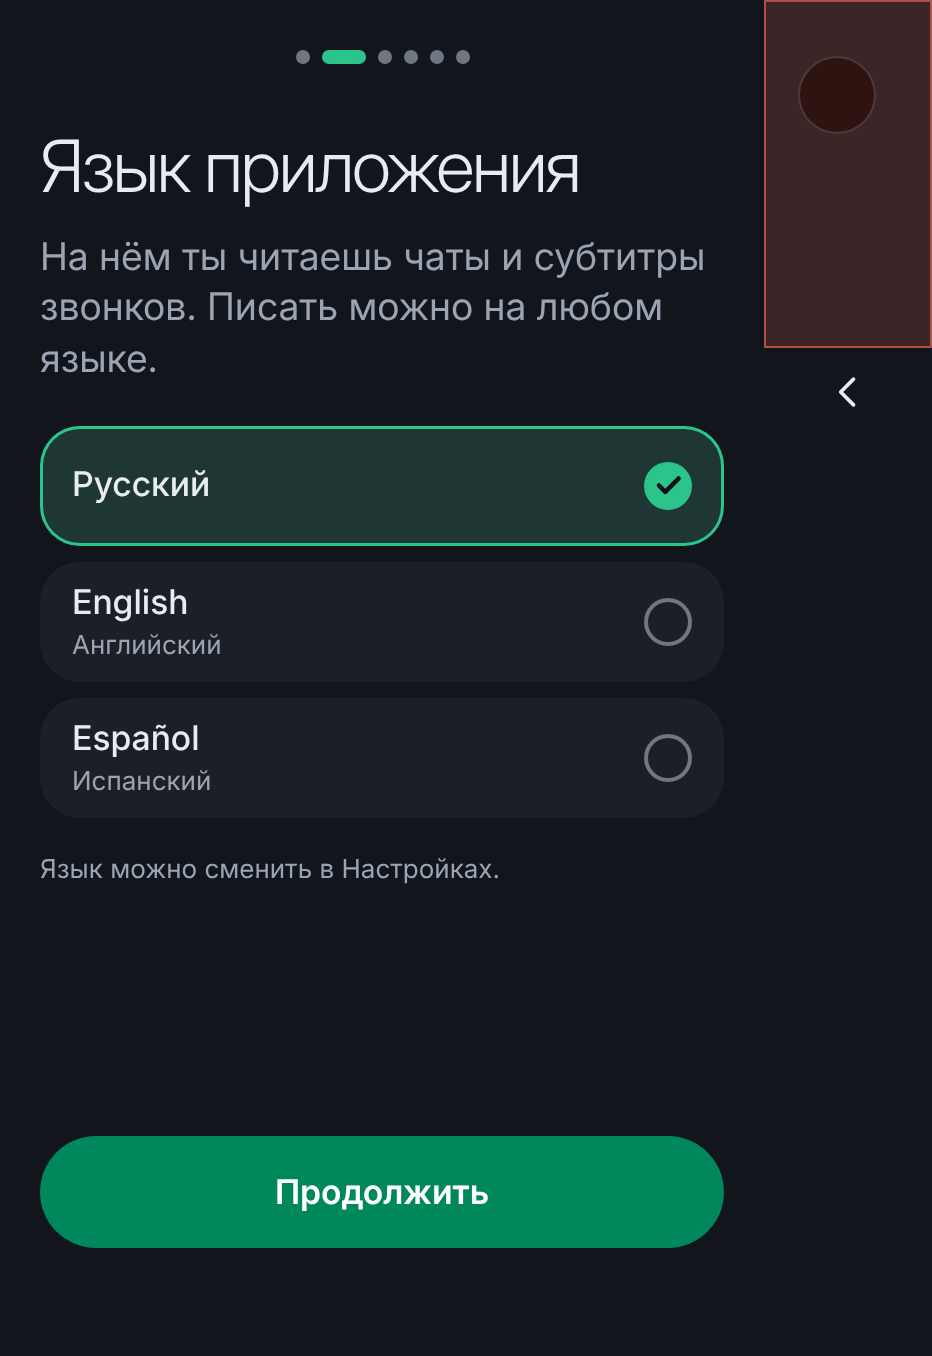 Язык приложения
На нём ты читаешь чаты и субтитры
звонков. Писать можно на любом
языке.
Русский
English
Английский
Español
Испанский
Язык можно сменить в Настройках.
Продолжить